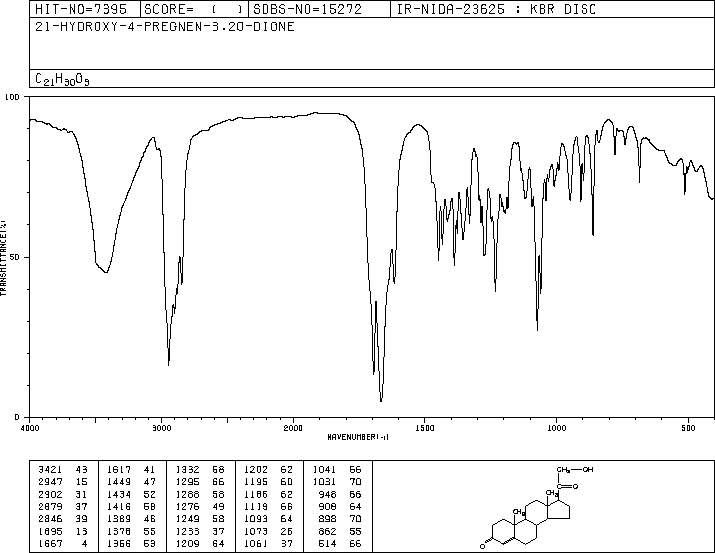 HIT-NO=7395 SCORE= ( ) SDBS-NO=15272 IR-NIDA-23625 : KBR DISC
21-HYDROXY-4-PREGNEN-3,20-DIONE
C21H30O3
100
50
0
TRANSMITTANCE(%)
4000 3000 2000 1500 1000 500
WAVENUMBER(-1)
3421 43 1617 41 1332 58 1202 62 1041 66
2947 15 1449 47 1295 66 1195 60 1031 70
2902 31 1434 52 1288 58 1186 62 948 66
2879 37 1416 58 1276 49 1119 66 908 64
2846 39 1389 46 1249 58 1093 64 898 70
1695 13 1378 55 1233 37 1073 26 862 55
1667 4 1366 53 1209 64 1061 37 514 66
CH2 OH
C O
CH3
CH3
O